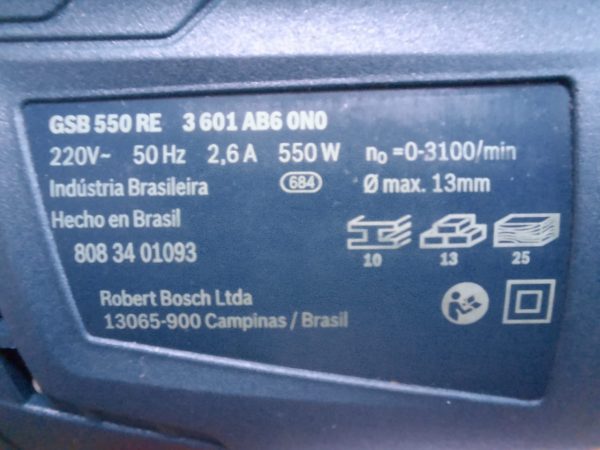 GSB 550 RE 3 601 AB6 0N0
220V~ 50 Hz 2,6 A 550 W n₀ =0-3100/min
Indústria Brasileira 684 Ø max. 13mm
Hecho en Brasil
808 34 01093
10 13 25
Robert Bosch Ltda
13065-900 Campinas / Brasil